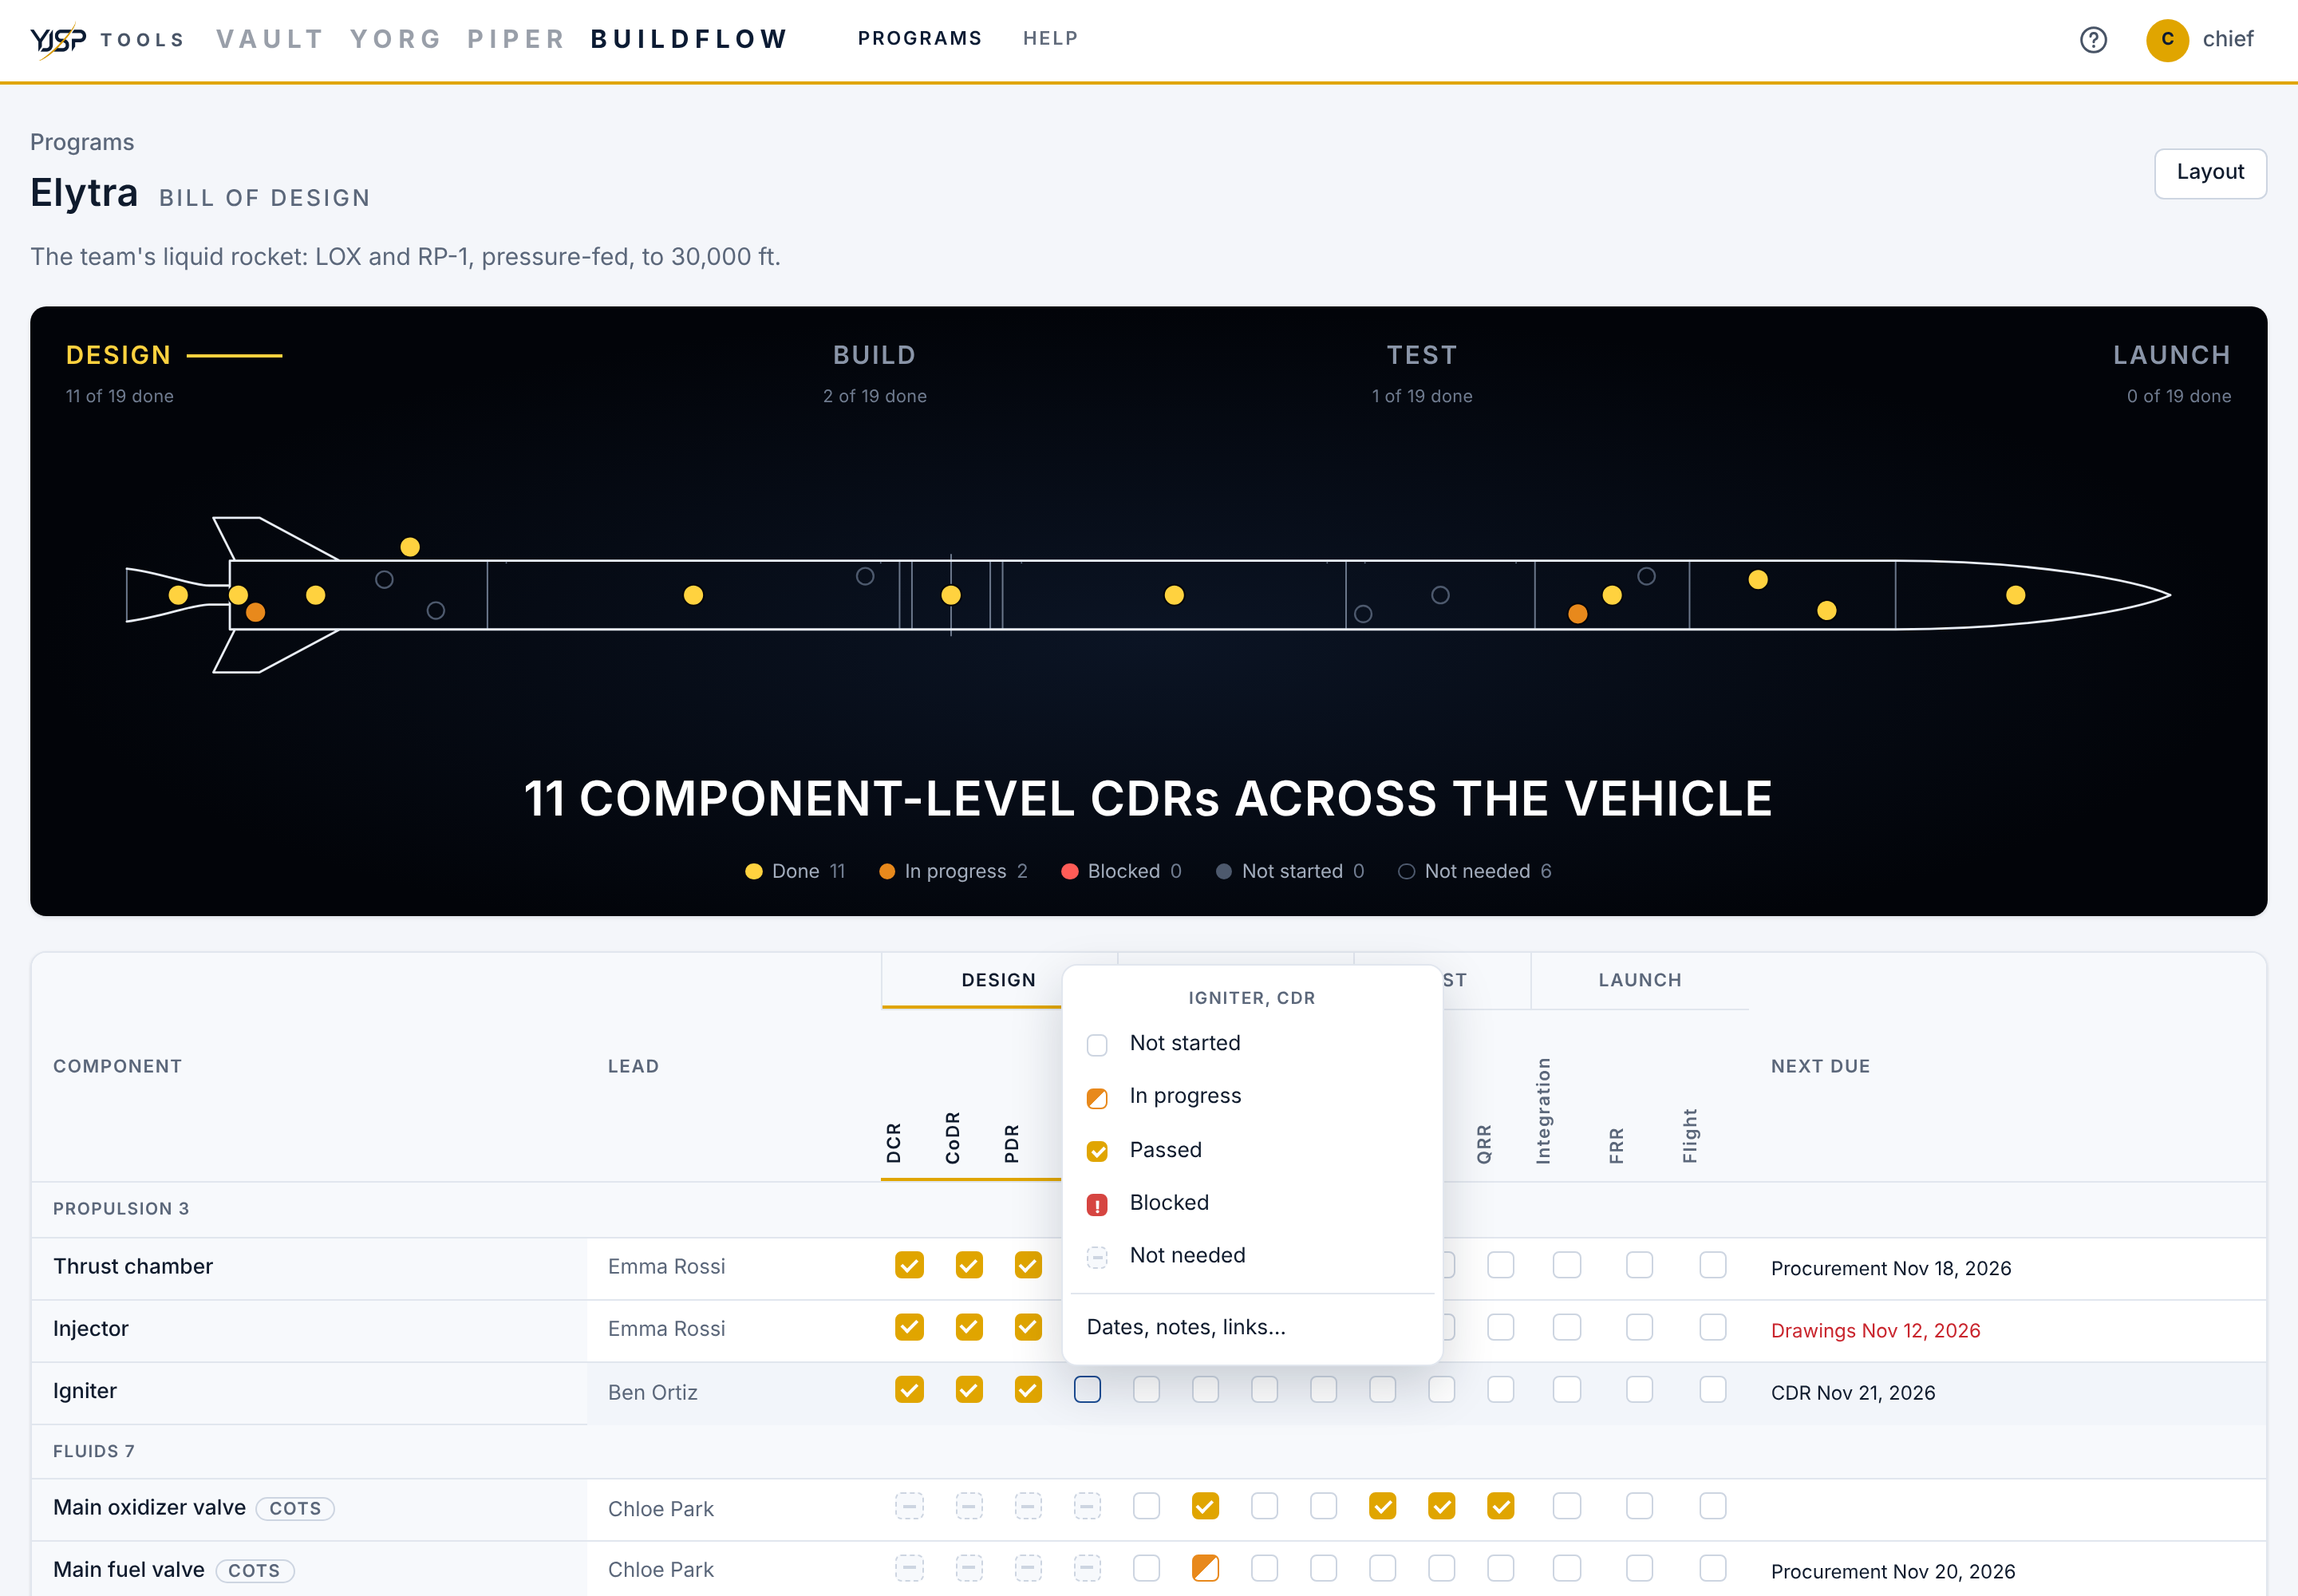 YJSP TOOLS VAULT YORG PIPER BUILDFLOW PROGRAMS HELP ? C chief
Programs
Elytra BILL OF DESIGN
Layout
The team's liquid rocket: LOX and RP-1, pressure-fed, to 30,000 ft.
DESIGN BUILD TEST LAUNCH
11 of 19 done 2 of 19 done 1 of 19 done 0 of 19 done
11 COMPONENT-LEVEL CDRs ACROSS THE VEHICLE
Done 11 In progress 2 Blocked 0 Not started 0 Not needed 6
DESIGN ST LAUNCH
COMPONENT LEAD DCR CoDR PDR QRR Integration FRR Flight NEXT DUE
IGNITER, CDR
Not started
In progress
Passed
! Blocked
Not needed
Dates, notes, links...
PROPULSION 3
Thrust chamber Emma Rossi Procurement Nov 18, 2026
Injector Emma Rossi Drawings Nov 12, 2026
Igniter Ben Ortiz CDR Nov 21, 2026
FLUIDS 7
Main oxidizer valve COTS Chloe Park
Main fuel valve COTS Chloe Park Procurement Nov 20, 2026